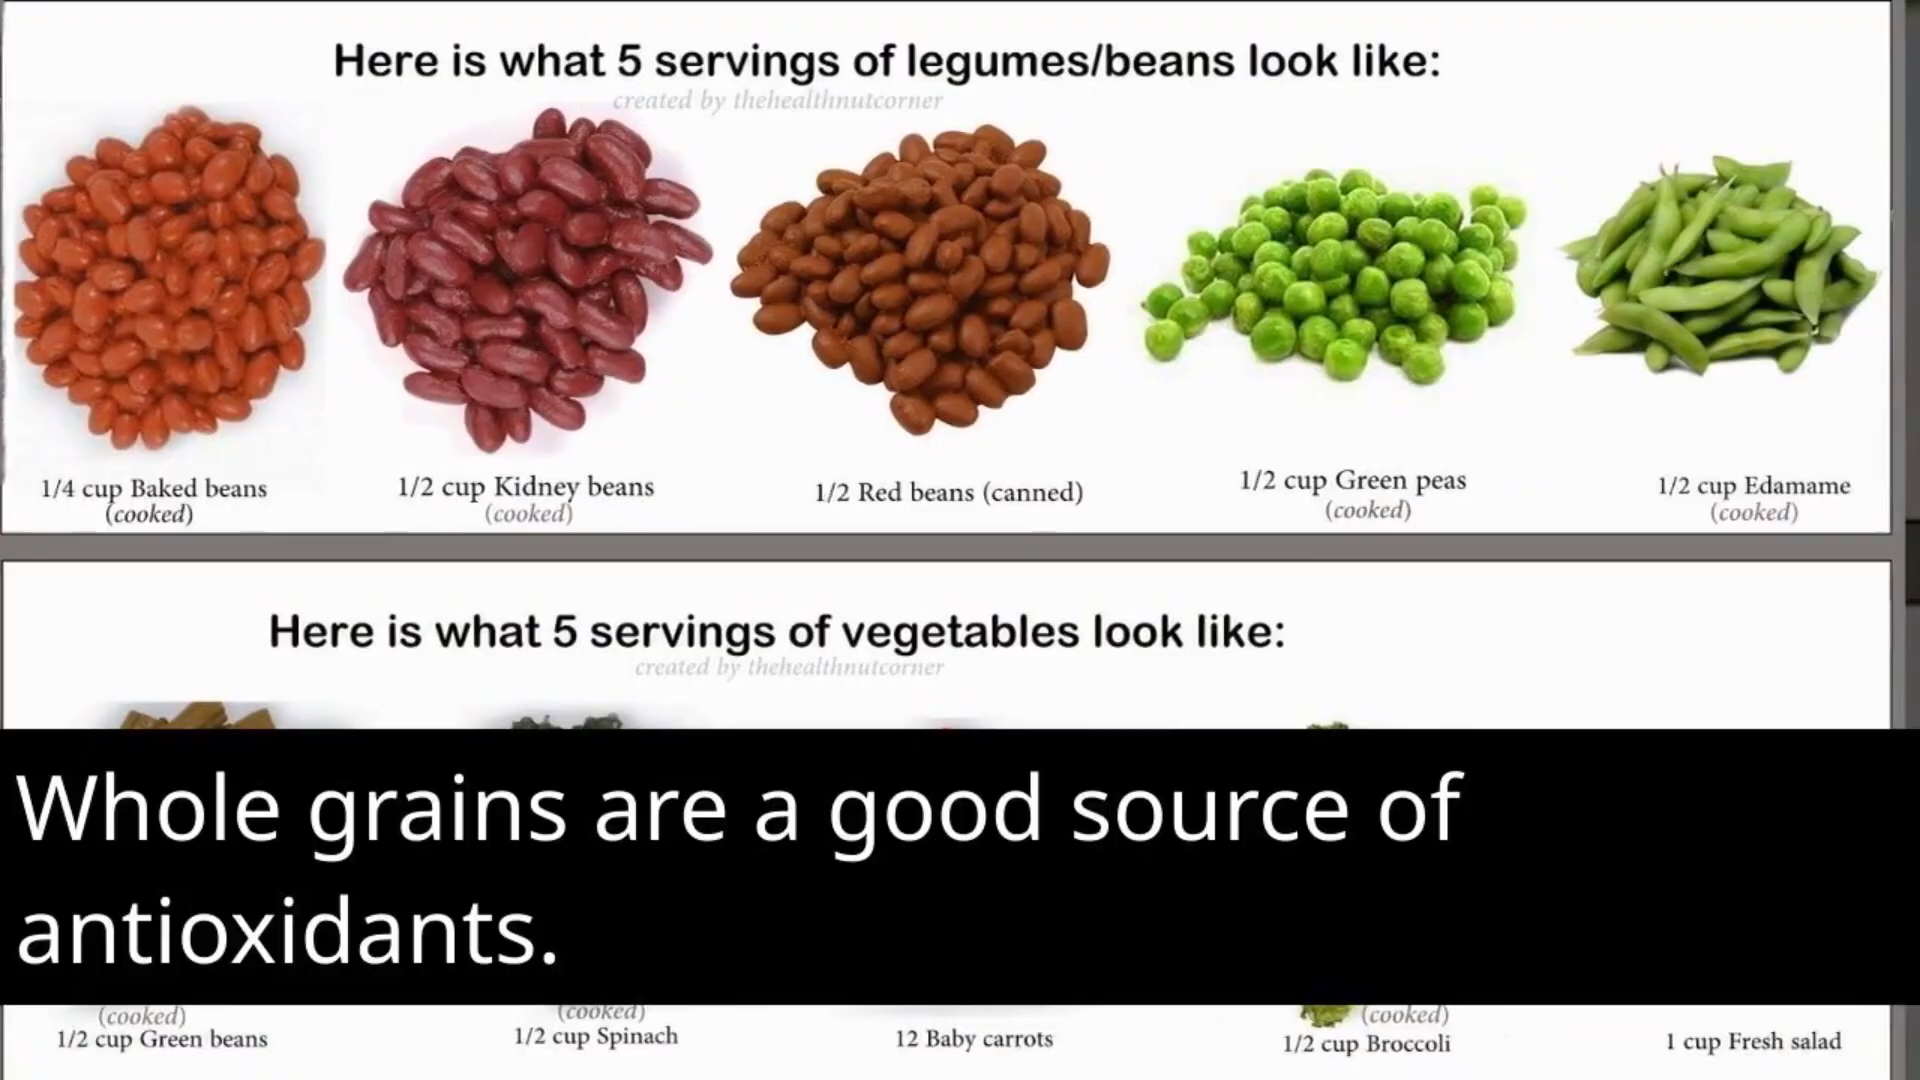 Here is what 5 servings of legumes/beans look like:
created by thehealthnutcorner
1/4 cup Baked beans
(cooked)
1/2 cup Kidney beans
(cooked)
1/2 Red beans (canned)
1/2 cup Green peas
(cooked)
1/2 cup Edamame
(cooked)
Here is what 5 servings of vegetables look like:
created by thehealthnutcorner
Whole grains are a good source of
antioxidants.
(cooked)
1/2 cup Green beans
(cooked)
1/2 cup Spinach
12 Baby carrots
(cooked)
1/2 cup Broccoli
1 cup Fresh salad